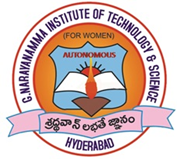 G.NARAYANAMMA INSTITUTE OF TECHNOLOGY & SCIENCE
(FOR WOMEN)
AUTONOMOUS
శ్రద్ధావాన్ లభతే జ్ఞానం
HYDERABAD